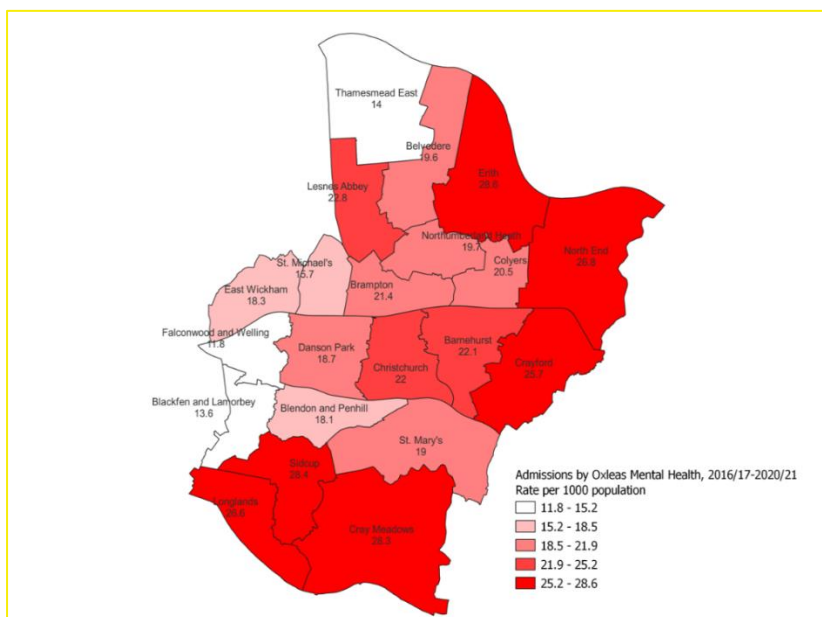 Thamesmead East
14
Belvedere
19.6
Erith
28.6
Lesnes Abbey
22.8
Northumberland Heath
19.7
North End
26.8
St. Michael's
15.7
Colyers
20.5
East Wickham
18.3
Brampton
21.4
Falconwood and Welling
11.8
Danson Park
18.7
Barnehurst
22.1
Crayford
25.7
Christchurch
22
Blackfen and Lamorbey
13.6
Blendon and Penhill
18.1
St. Mary's
19
Sidcup
28.4
Longlands
Cray Meadows
28.3
Admissions by Oxleas Mental Health, 2016/17-2020/21
Rate per 1000 population
11.8 - 15.2
15.2 - 18.5
18.5 - 21.9
21.9 - 25.2
25.2 - 28.6